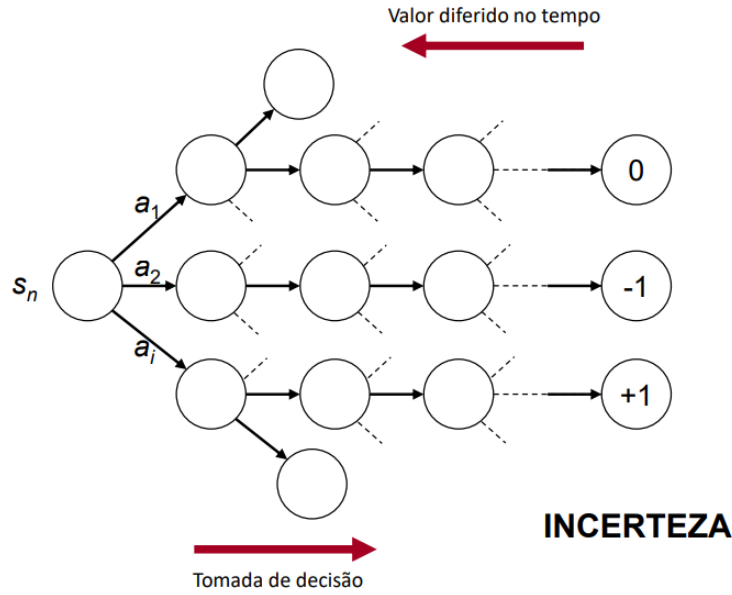 Valor diferido no tempo
a1
0
sn
a2
-1
ai
+1
INCERTEZA
Tomada de decisão